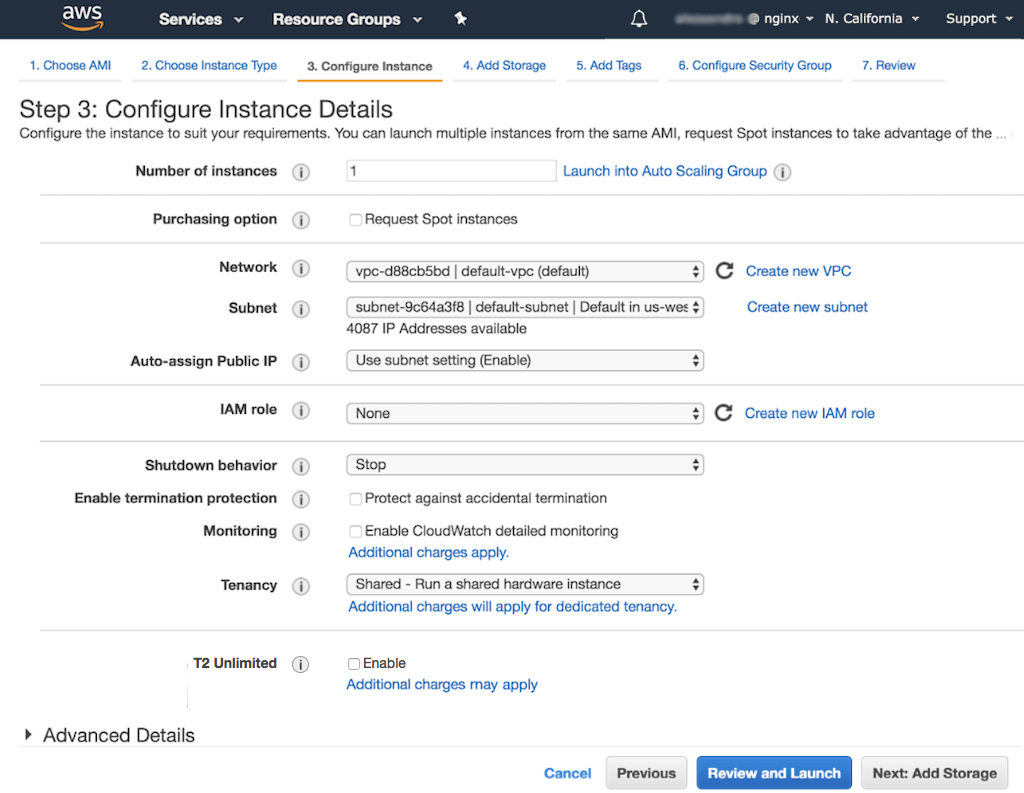 aws Services Resource Groups @ nginx N. California Support
1. Choose AMI 2. Choose Instance Type 3. Configure Instance 4. Add Storage 5. Add Tags 6. Configure Security Group 7. Review
Step 3: Configure Instance Details
Configure the instance to suit your requirements. You can launch multiple instances from the same AMI, request Spot instances to take advantage of the ...
Number of instances 1 Launch into Auto Scaling Group
Purchasing option Request Spot instances
Network vpc-d88cb5bd | default-vpc (default) Create new VPC
Subnet subnet-9c64a3f8 | default-subnet | Default in us-wes Create new subnet
4087 IP Addresses available
Auto-assign Public IP Use subnet setting (Enable)
IAM role None Create new IAM role
Shutdown behavior Stop
Enable termination protection Protect against accidental termination
Monitoring Enable CloudWatch detailed monitoring
Additional charges apply.
Tenancy Shared - Run a shared hardware instance
Additional charges will apply for dedicated tenancy.
T2 Unlimited Enable
Additional charges rnay apply
Advanced Details
Cancel Previous Review and Launch Next: Add Storage